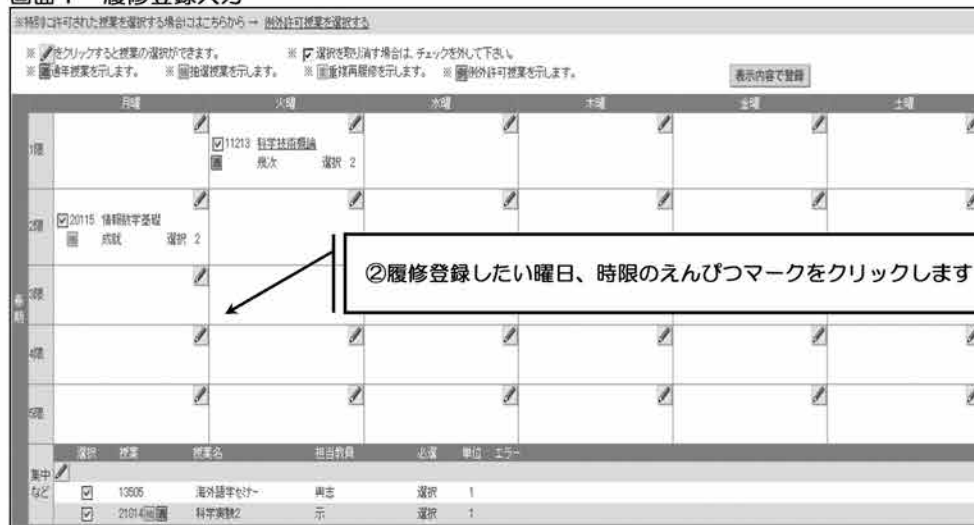 ※特別に許可された授業を選択する場合にはこちらから → 例外許可授業を選択する
※ をクリックすると授業の選択ができます。 ※ 選択を取り消す場合は、チェックを外して下さい。
※ 通年授業を示します。 ※ 抽選授業を示します。 ※ 重複再履修を示します。 ※ 例外許可授業を示します。
表示内容で登録
月曜 火曜 水曜 木曜 金曜 土曜
1限
11213 科学技術概論
幾次 選択 2
2限
20115 情報数学基礎
成就 選択 2
②履修登録したい曜日、時限のえんぴつマークをクリックします
春期
3限
4限
5限
選択 授業 授業名 担当教員 必選 単位 エラー
集中
など
13505 海外語学セミナー 選択 1
21014 科学実験2 示 選択 1